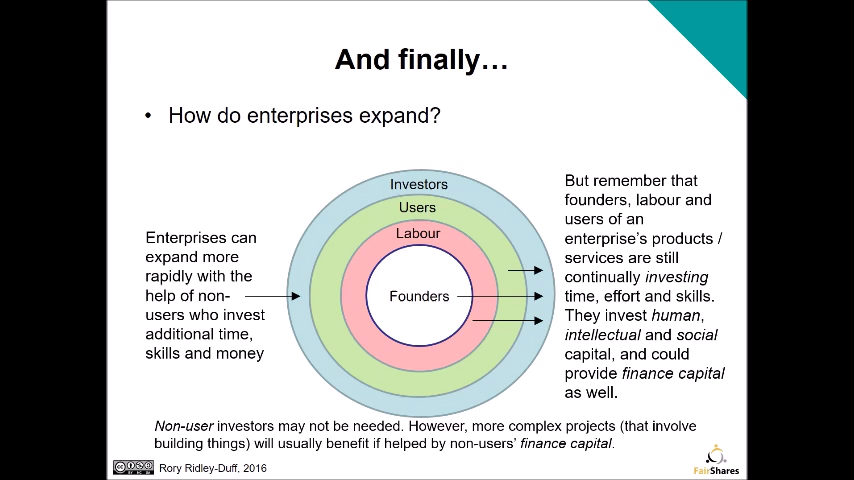 And finally…
• How do enterprises expand?
Investors
Users
Labour
Founders
Enterprises can
expand more
rapidly with the
help of non-
users who invest
additional time,
skills and money
But remember that
founders, labour and
users of an
enterprise’s products /
services are still
continually investing
time, effort and skills.
They invest human,
intellectual and social
capital, and could
provide finance capital
as well.
Non-user investors may not be needed. However, more complex projects (that involve
building things) will usually benefit if helped by non-users’ finance capital.
Rory Ridley-Duff, 2016
FairShares